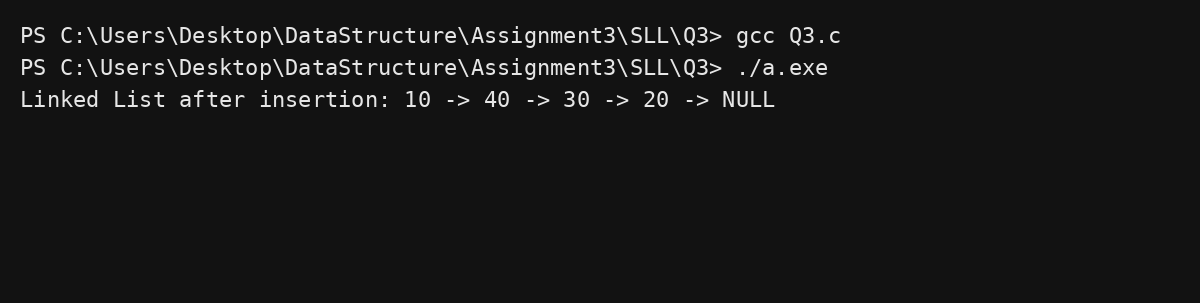 PS C:\Users\Desktop\DataStructure\Assignment3\SLL\Q3> gcc Q3.c
PS C:\Users\Desktop\DataStructure\Assignment3\SLL\Q3> ./a.exe
Linked List after insertion: 10 -> 40 -> 30 -> 20 -> NULL